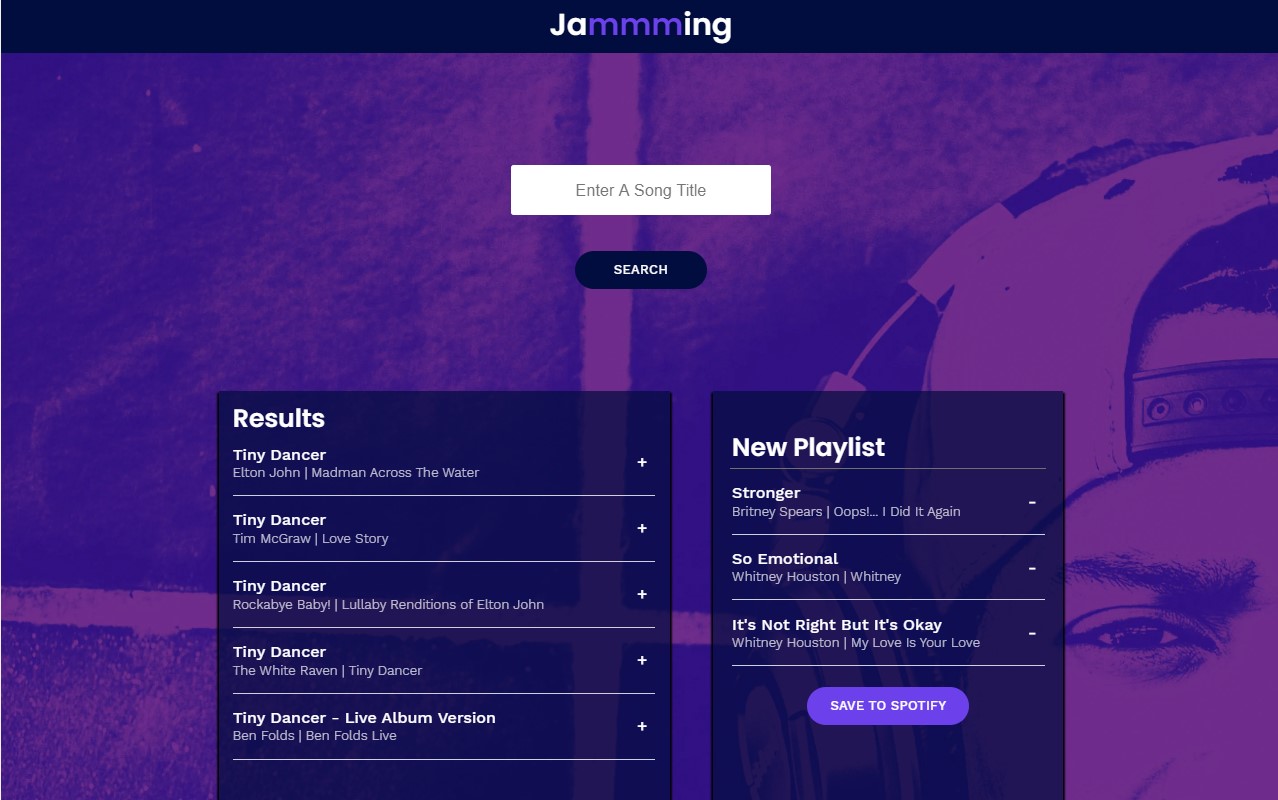 Jammming
Enter A Song Title
SEARCH
Results
Tiny Dancer
Elton John | Madman Across The Water
+
Tiny Dancer
Tim McGraw | Love Story
+
Tiny Dancer
Rockabye Baby! | Lullaby Renditions of Elton John
+
Tiny Dancer
The White Raven | Tiny Dancer
+
Tiny Dancer - Live Album Version
Ben Folds | Ben Folds Live
+
New Playlist
Stronger
Britney Spears | Oops!... I Did It Again
-
So Emotional
Whitney Houston | Whitney
-
It's Not Right But It's Okay
Whitney Houston | My Love Is Your Love
-
SAVE TO SPOTIFY